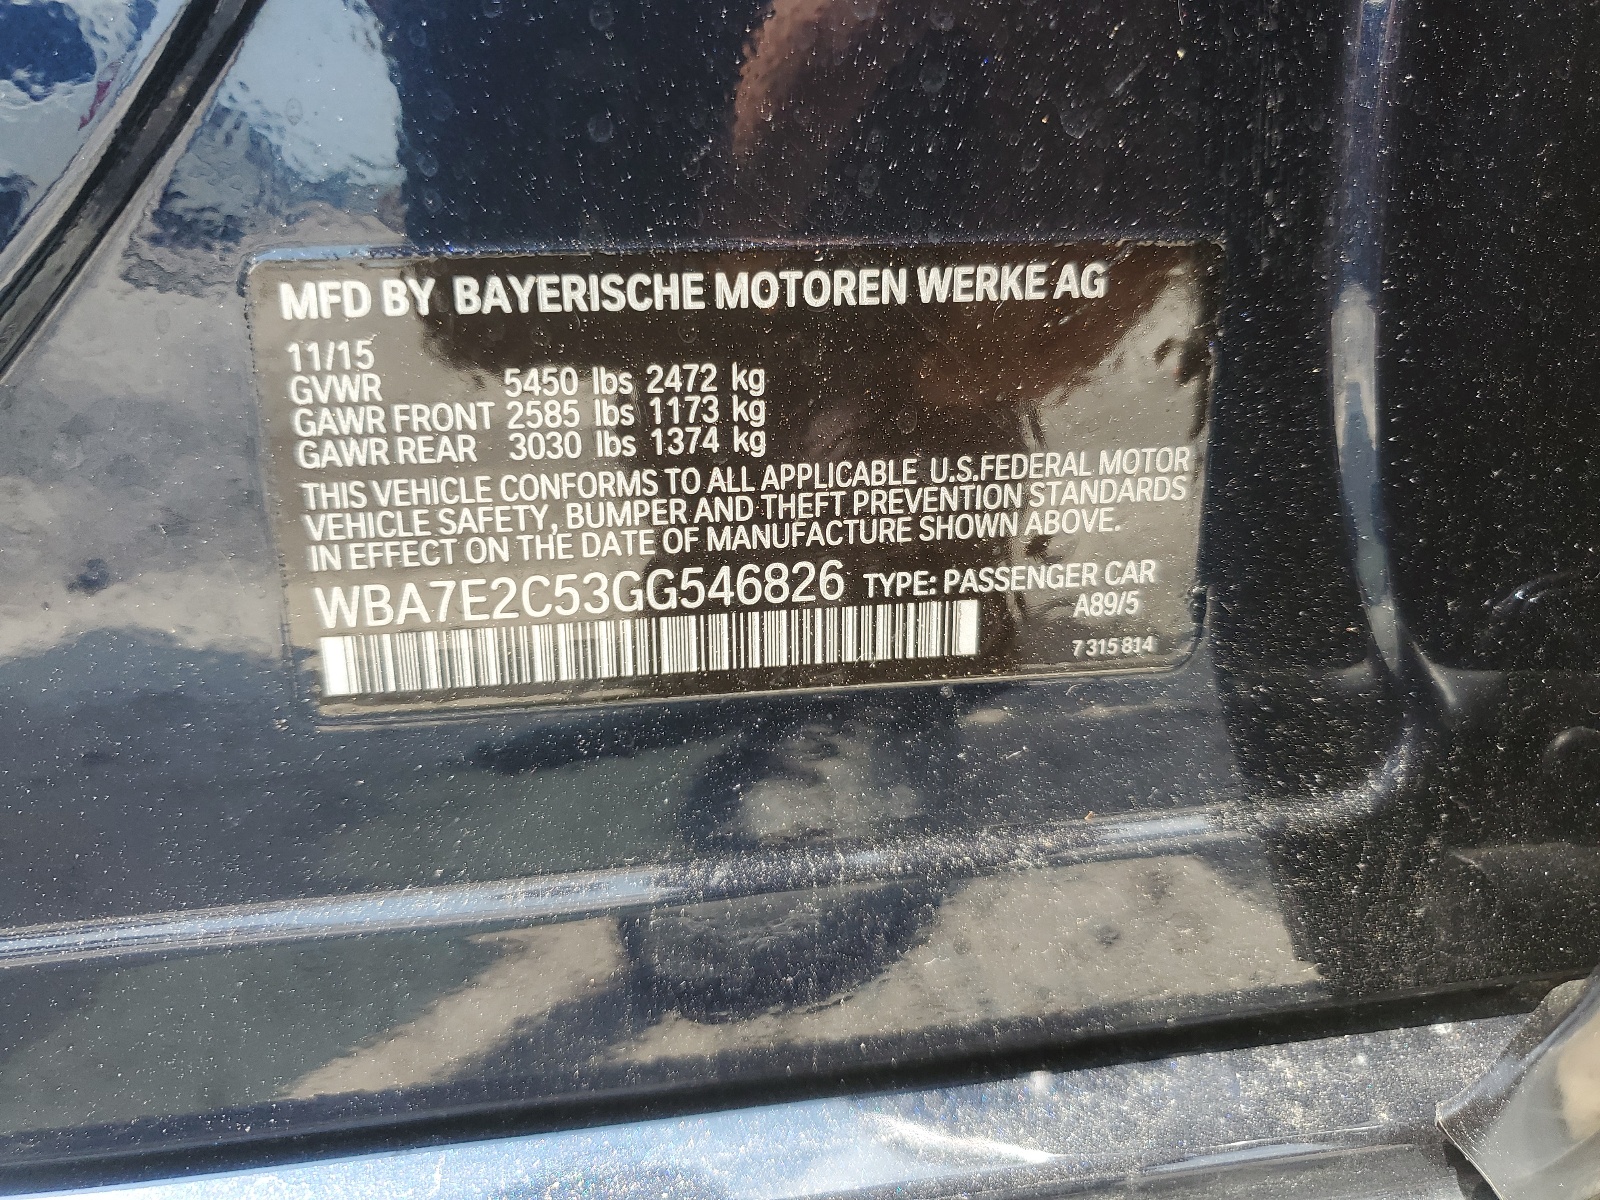 MFD BY BAYERISCHE MOTOREN WERKE AG
11/15
GVWR 5450 lbs 2472 kg
GAWR FRONT 2585 lbs 1173 kg
GAWR REAR 3030 lbs 1374 kg
THIS VEHICLE CONFORMS TO ALL APPLICABLE U.S.FEDERAL MOTOR
VEHICLE SAFETY, BUMPER AND THEFT PREVENTION STANDARDS
IN EFFECT ON THE DATE OF MANUFACTURE SHOWN ABOVE.
WBA7E2C53GG546826 TYPE: PASSENGER CAR
A89/5
7 315 814